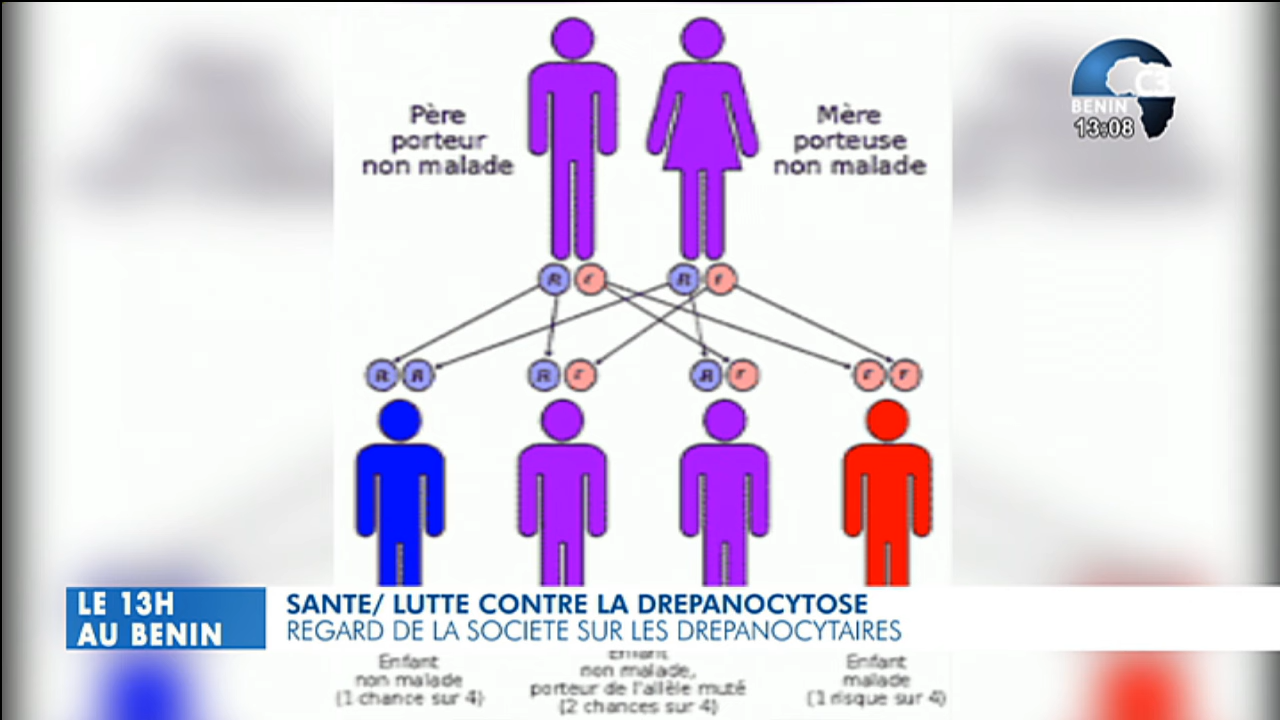 Père
porteur
non malade
Mère
porteuse
non malade
C3
BENIN
13:08
R r R r
R R R r R r r r
LE 13H
AU BENIN
SANTE/ LUTTE CONTRE LA DREPANOCYTOSE
REGARD DE LA SOCIETE SUR LES DREPANOCYTAIRES
Enfant
non malade
(1 chance sur 4)
Enfant
non malade,
porteur de l'allèle muté
(2 chances sur 4)
Enfant
malade
(1 risque sur 4)